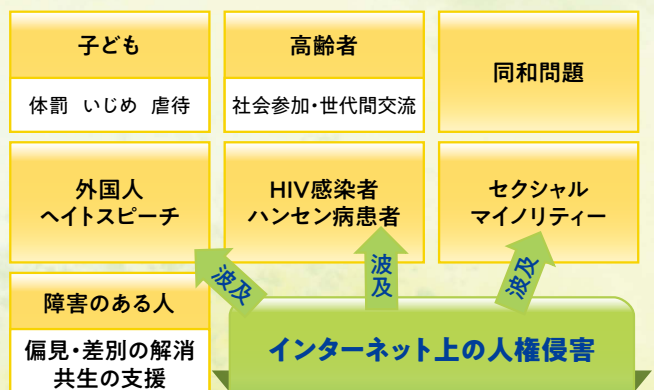 子ども
体罰 いじめ 虐待
高齢者
社会参加・世代間交流
同和問題
外国人
ヘイトスピーチ
HIV感染者
ハンセン病患者
セクシャル
マイノリティー
波及
波及
波及
障害のある人
偏見・差別の解消
共生の支援
インターネット上の人権侵害